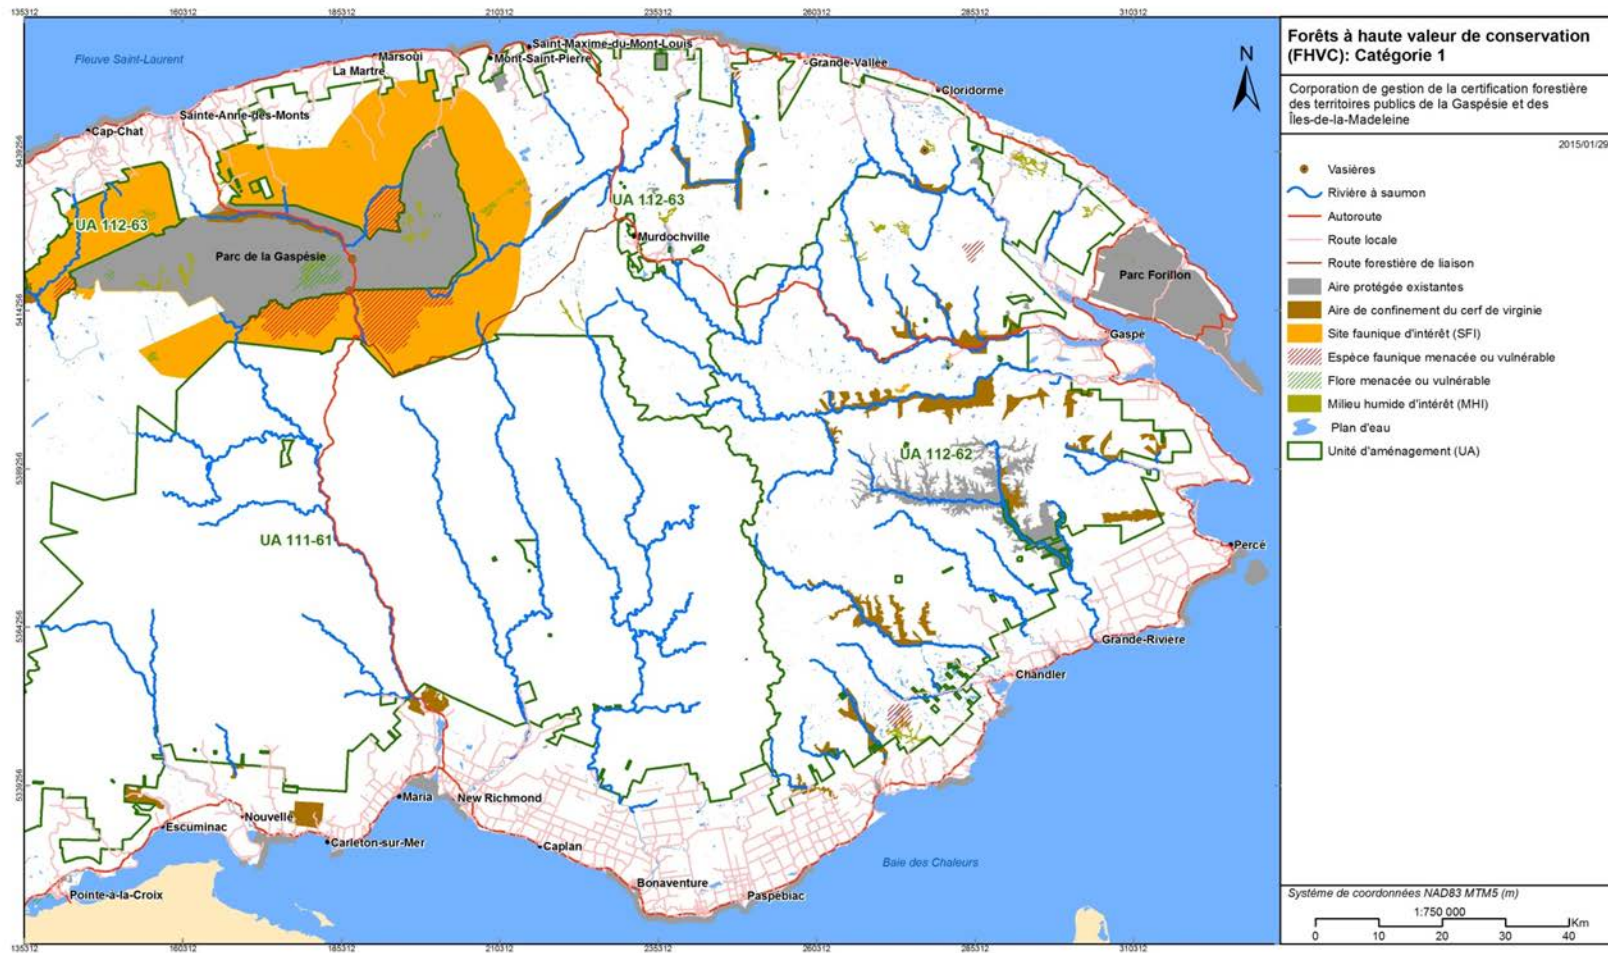 135312
160312
185312
210312
235312
260312
285312
310312
Fleuve Saint-Laurent
Saint-Maxime-du-Mont-Louis
Marsoui
Mont-Saint-Pierre
La Martre
Grande-Vallée
Cloridorme
Sainte-Anne-des-Monts
Cap-Chat
5439256
UA 112-63
UA 112-63
Murdochville
Parc de la Gaspésie
Parc Forillon
5414256
Gaspé
UA 112-62
5389256
UA 111-61
Percé
5364256
Grande-Rivière
Chandler
5339256
Maria
New Richmond
Nouvelle
Escuminac
Carleton-sur-Mer
Caplan
Baie des Chaleurs
Bonaventure
Paspébiac
Pointe-à-la-Croix
135312
160312
185312
210312
235312
260312
285312
310312
N
Forêts à haute valeur de conservation
(FHVC): Catégorie 1
Corporation de gestion de la certification forestière
des territoires publics de la Gaspésie et des
Îles-de-la-Madeleine
2015/01/29
Vasières
Rivière à saumon
Autoroute
Route locale
Route forestière de liaison
Aire protégée existantes
Aire de confinement du cerf de virginie
Site faunique d'intérêt (SFI)
Espèce faunique menacée ou vulnérable
Flore menacée ou vulnérable
Milieu humide d'intérêt (MHI)
Plan d'eau
Unité d'aménagement (UA)
Système de coordonnées NAD83 MTM5 (m)
1:750 000
Km
0 10 20 30 40